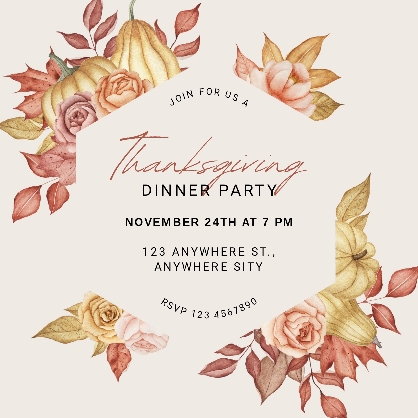 JOIN FOR US A
Thanksgiving
DINNER PARTY
NOVEMBER 24TH AT 7 PM
123 ANYWHERE ST.,
ANYWHERE SITY
RSVP 123 4567890